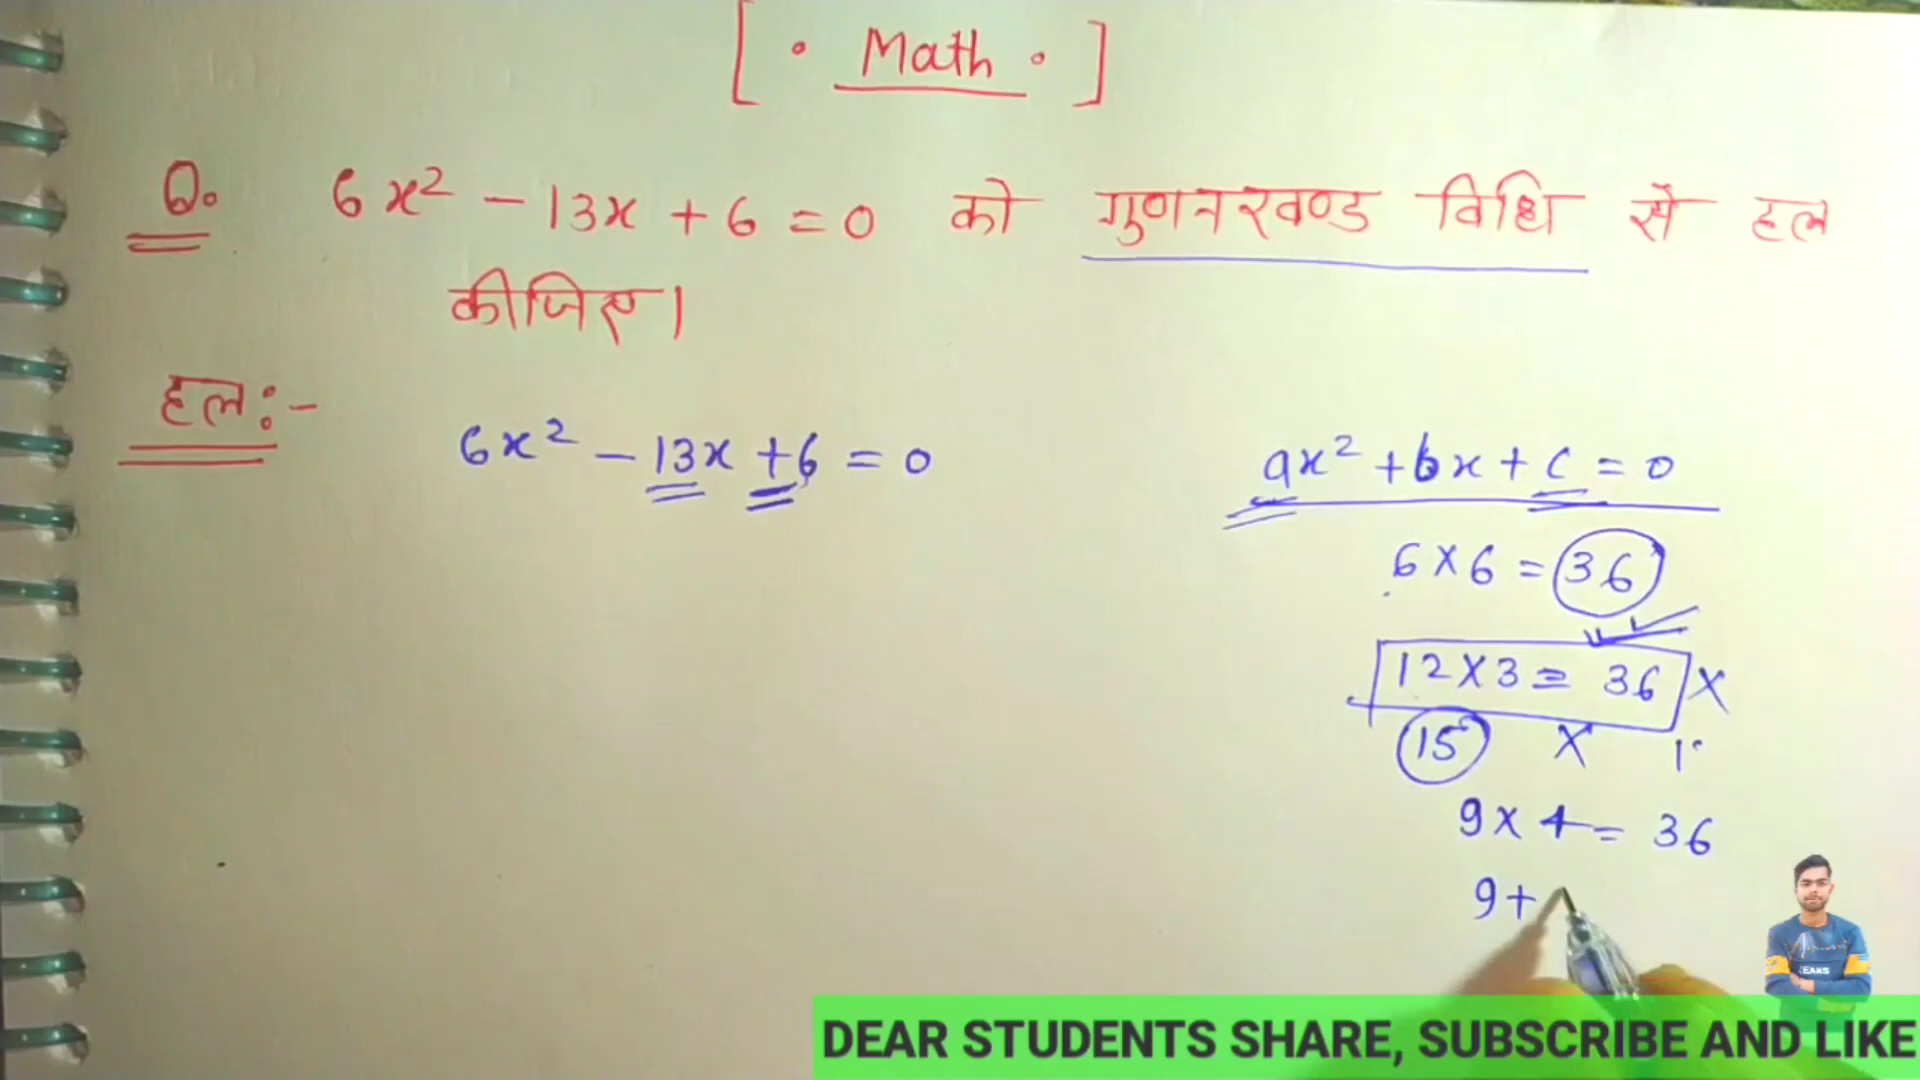 [ • Math • ]
Q. 6x² - 13x + 6 = 0 को गुणनखण्ड विधि से हल
कीजिए।
हल:-
6x² - 13x + 6 = 0
ax² + bx + c = 0
6 × 6 = 36
12 × 3 = 36 ×
15 ×
9 × 4 = 36
9 +
EAKS
DEAR STUDENTS SHARE, SUBSCRIBE AND LIKE